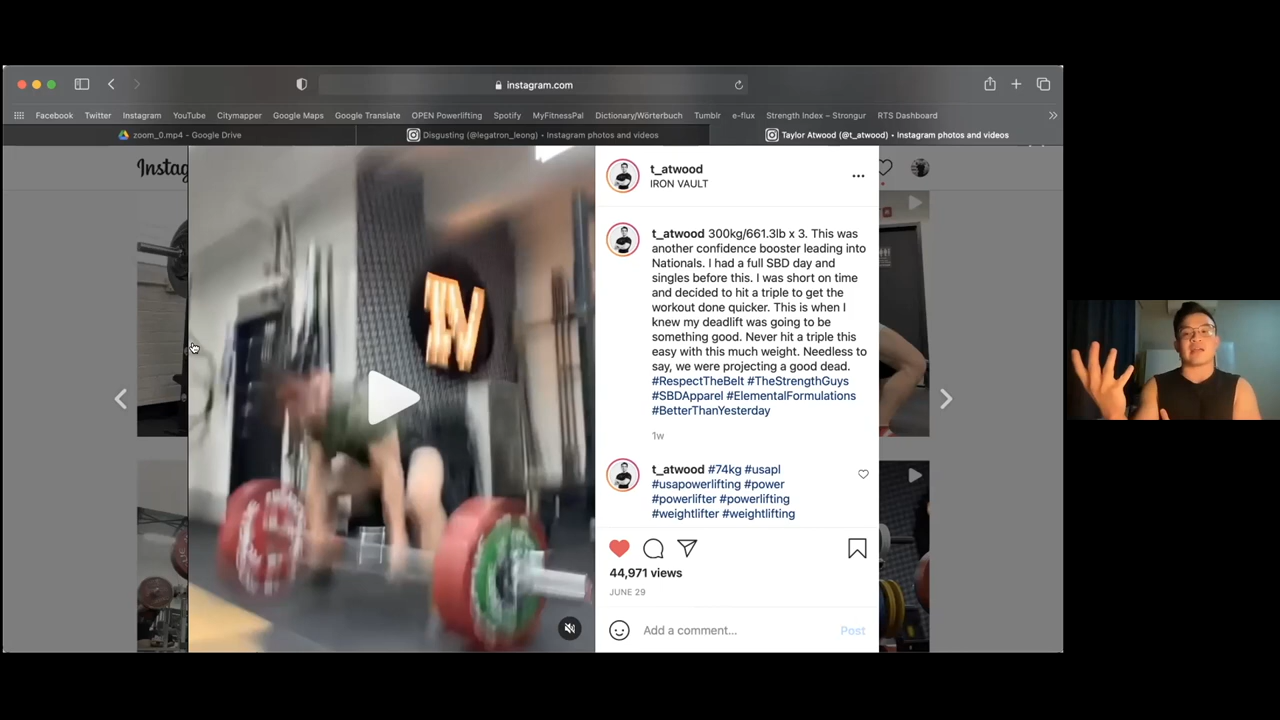 instagram.com
Facebook Twitter Instagram YouTube Citymapper Google Maps Google Translate OPEN Powerlifting Spotify MyFitnessPal Dictionary/Wörterbuch Tumblr e-flux Strength Index – Strongur RTS Dashboard
zoom_0.mp4 - Google Drive
Disgusting (@legatron_leong) • Instagram photos and videos
Taylor Atwood (@t_atwood) • Instagram photos and videos
Instag
t_atwood
IRON VAULT
t_atwood 300kg/661.3lb x 3. This was
another confidence booster leading into
Nationals. I had a full SBD day and
singles before this. I was short on time
and decided to hit a triple to get the
workout done quicker. This is when I
knew my deadlift was going to be
something good. Never hit a triple this
easy with this much weight. Needless to
say, we were projecting a good dead.
#RespectTheBelt #TheStrengthGuys
#SBDApparel #ElementalFormulations
#BetterThanYesterday
1w
t_atwood #74kg #usapl
#usapowerlifting #power
#powerlifter #powerlifting
#weightlifter #weightlifting
44,971 views
JUNE 29
Add a comment... Post